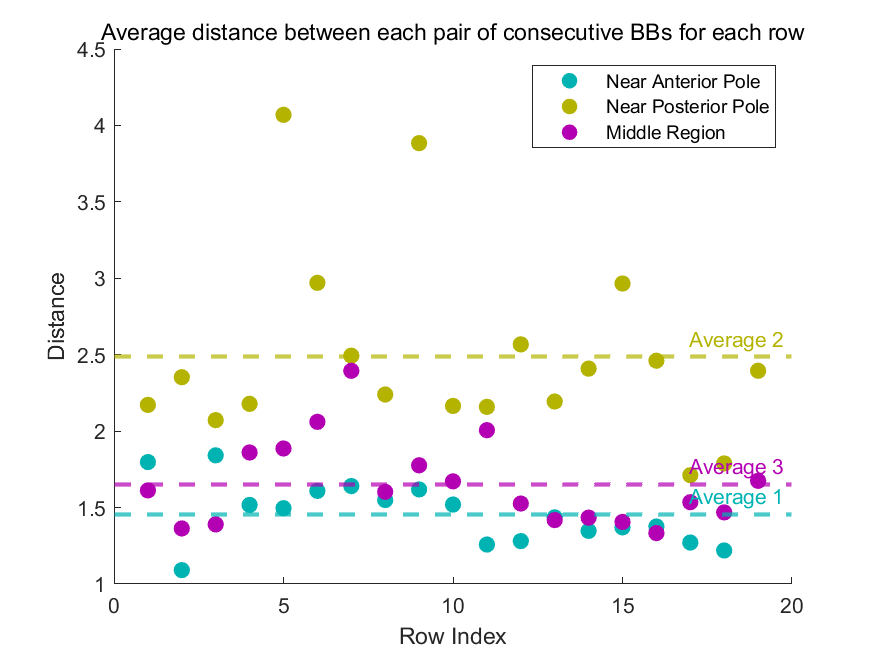 Average distance between each pair of consecutive BBs for each row
4.5
4
3.5
3
2.5
2
1.5
1
Distance
Near Anterior Pole
Near Posterior Pole
Middle Region
Average 2
Average 3
Average 1
0
5
10
15
20
Row Index